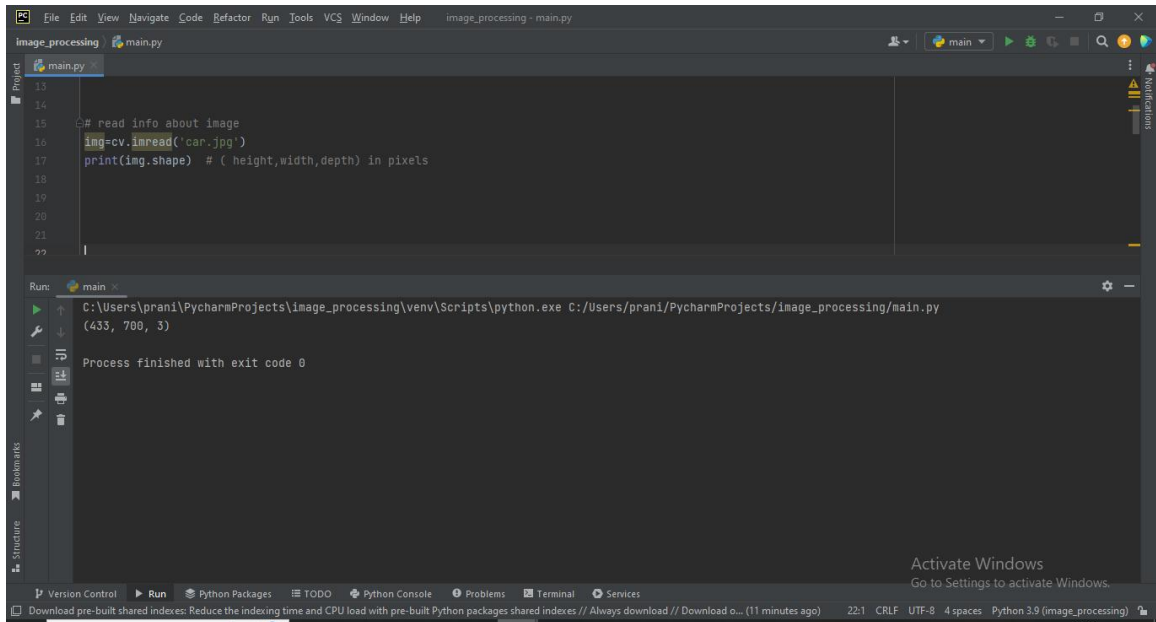 PC File Edit View Navigate Code Refactor Run Tools VCS Window Help image_processing - main.py
image_processing main.py main
Project
main.py
Notifications
13
14
15 # read info about image
16 img=cv.imread('car.jpg')
17 print(img.shape) # ( height,width,depth) in pixels
18
19
20
21
22
Run: main
C:\Users\prani\PycharmProjects\image_processing\venv\Scripts\python.exe C:/Users/prani/PycharmProjects/image_processing/main.py
(433, 700, 3)
Process finished with exit code 0
Bookmarks
Structure
Activate Windows
Go to Settings to activate Windows.
Version Control Run Python Packages TODO Python Console Problems Terminal Services
Download pre-built shared indexes: Reduce the indexing time and CPU load with pre-built Python packages shared indexes // Always download // Download o... (11 minutes ago) 22:1 CRLF UTF-8 4 spaces Python 3.9 (image_processing)